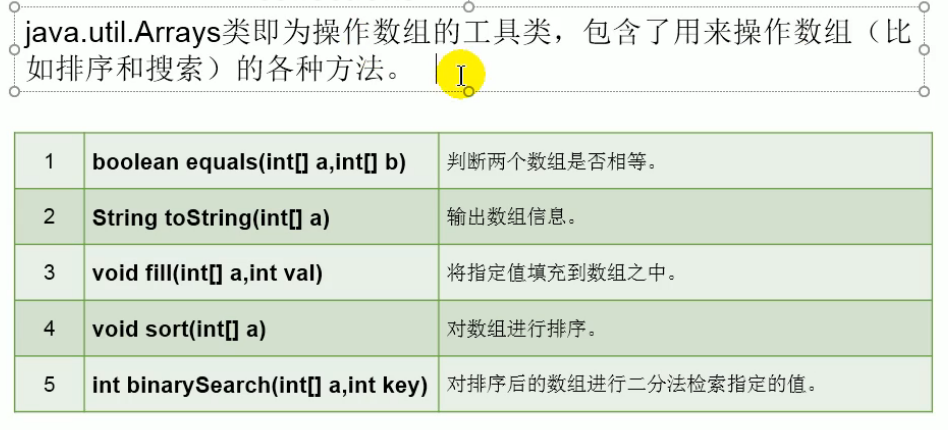 java.util.Arrays类即为操作数组的工具类，包含了用来操作数组（比
如排序和搜索）的各种方法。
1 boolean equals(int[] a,int[] b) 判断两个数组是否相等。
2 String toString(int[] a) 输出数组信息。
3 void fill(int[] a,int val) 将指定值填充到数组之中。
4 void sort(int[] a) 对数组进行排序。
5 int binarySearch(int[] a,int key) 对排序后的数组进行二分法检索指定的值。